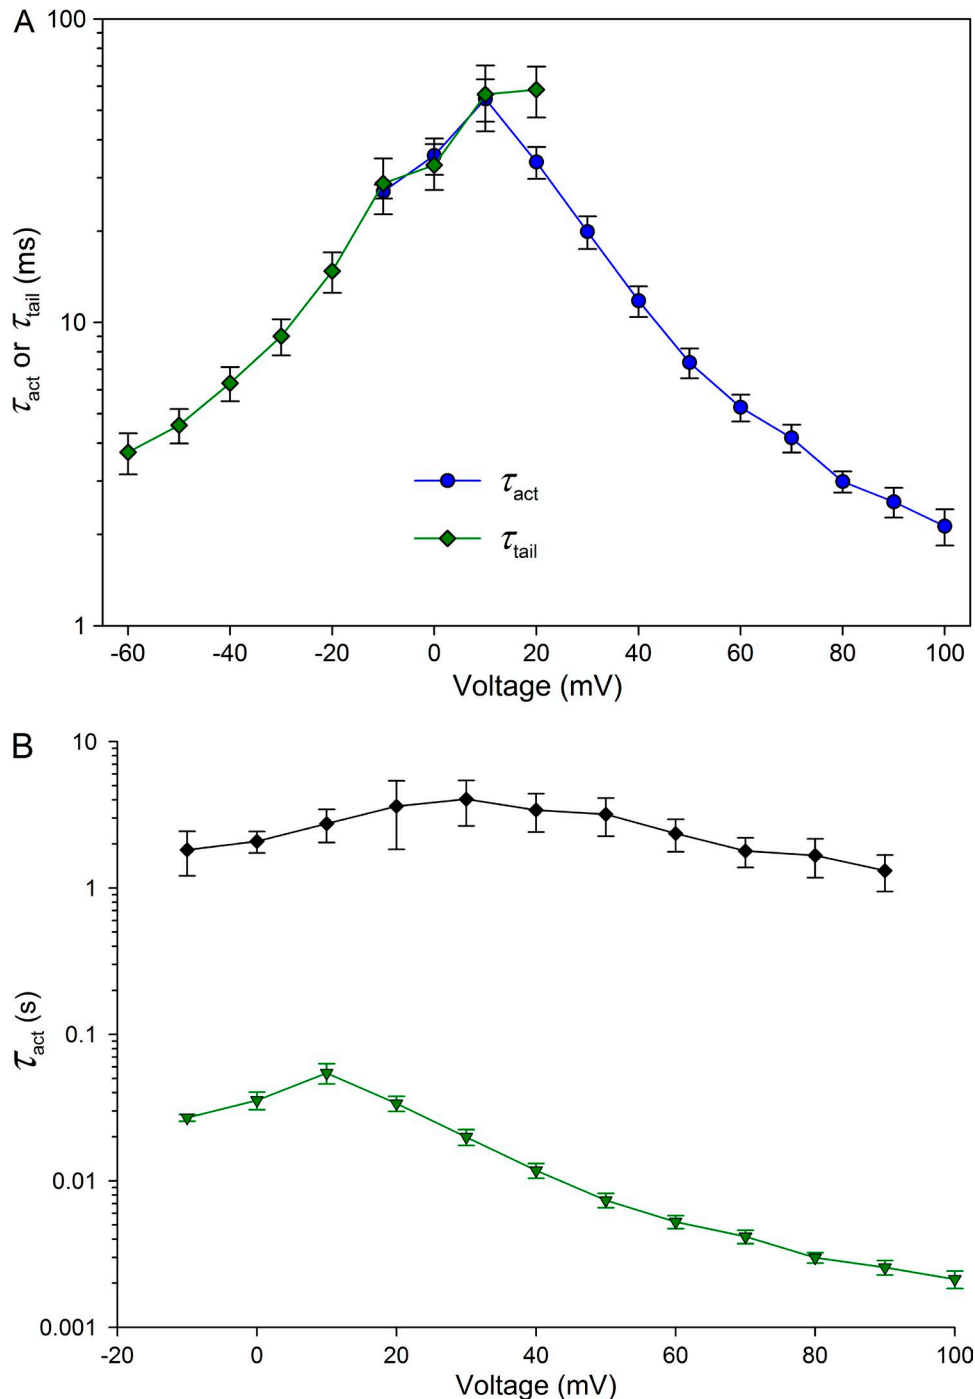 A
100
10
1
τact or τtail (ms)
τact
τtail
-60 -40 -20 0 20 40 60 80 100
Voltage (mV)
B
10
1
0.1
0.01
0.001
τact (s)
-20 0 20 40 60 80 100
Voltage (mV)